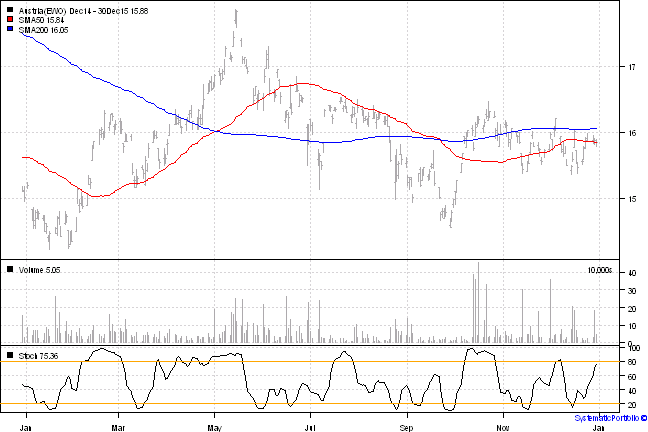 Austria(EWO) Dec14 - 30Dec15 15.88
SMA50 15.84
SMA200 16.05
17
16
15
Volume 5.05
10,000s
40
30
20
10
0
Stoch 75.36
100
80
60
40
20
Jan Mar May Jul Sep Nov Jan
SystematicPortfolio ©